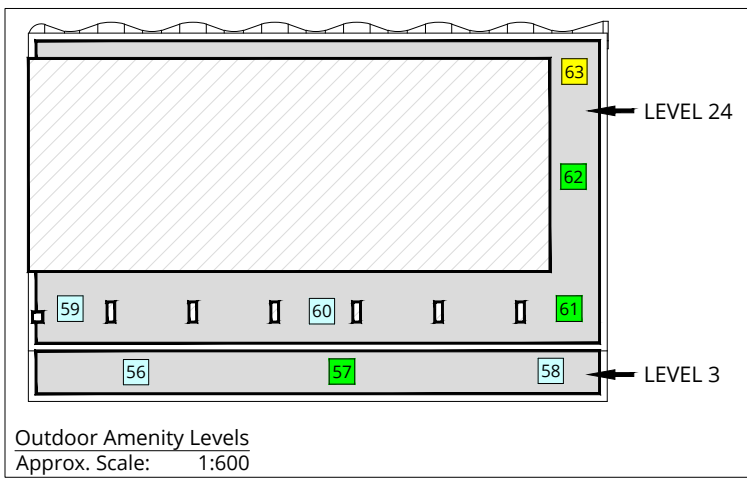 63
LEVEL 24
62
59
60
61
56
57
58
LEVEL 3
Outdoor Amenity Levels
Approx. Scale: 1:600